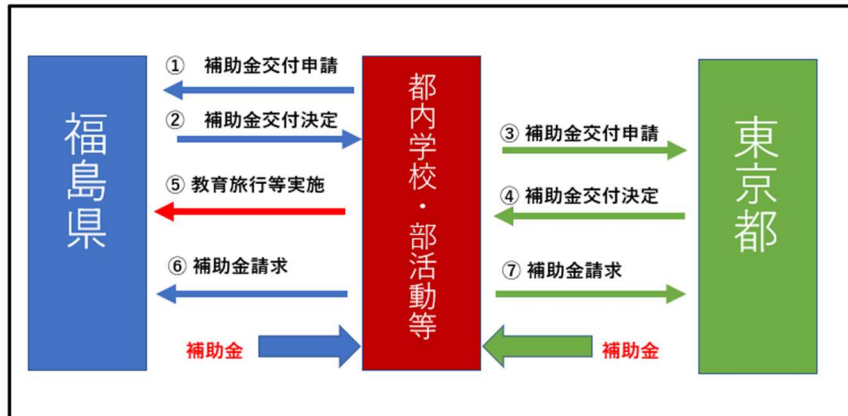 福島県
① 補助金交付申請
② 補助金交付決定
⑤ 教育旅行等実施
⑥ 補助金請求
補助金
都内学校・部活動等
③ 補助金交付申請
④ 補助金交付決定
⑦ 補助金請求
補助金
東京都